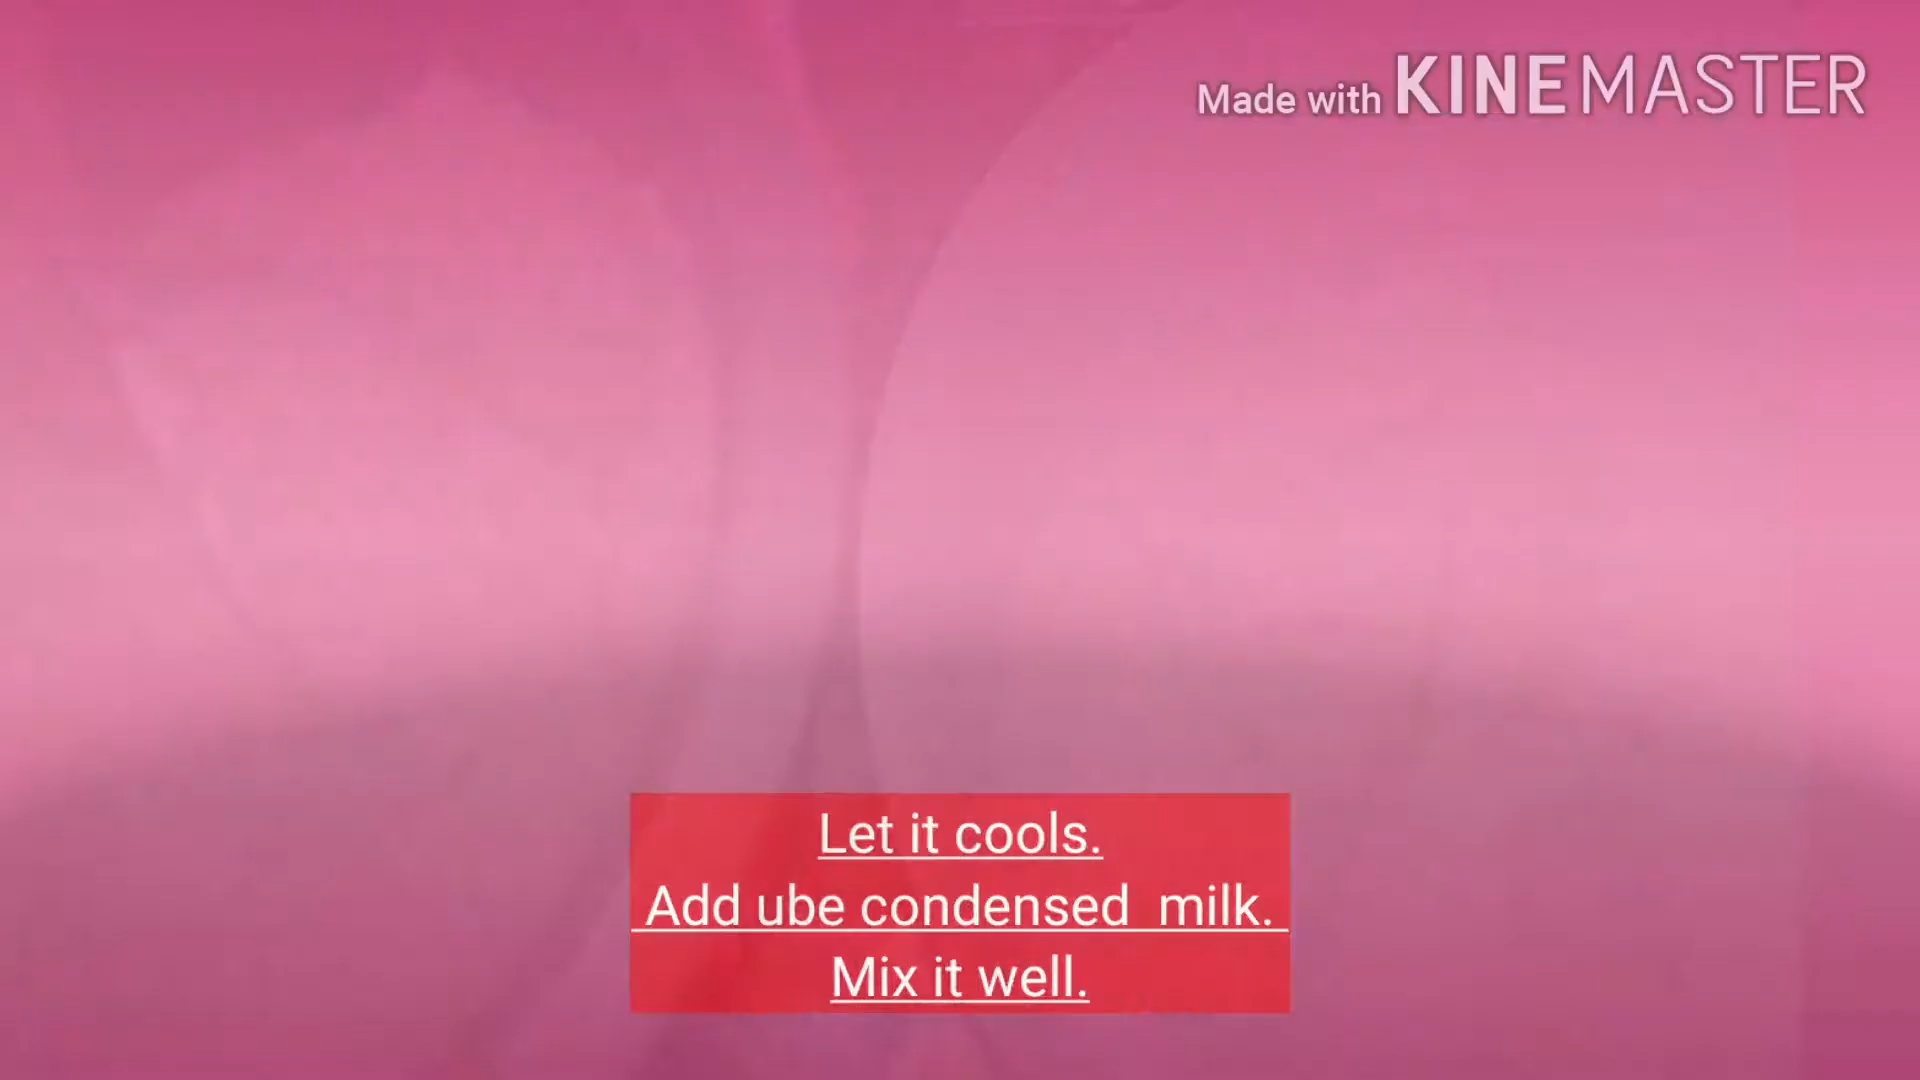 Made with KINEMASTER
Let it cools.
Add ube condensed milk.
Mix it well.